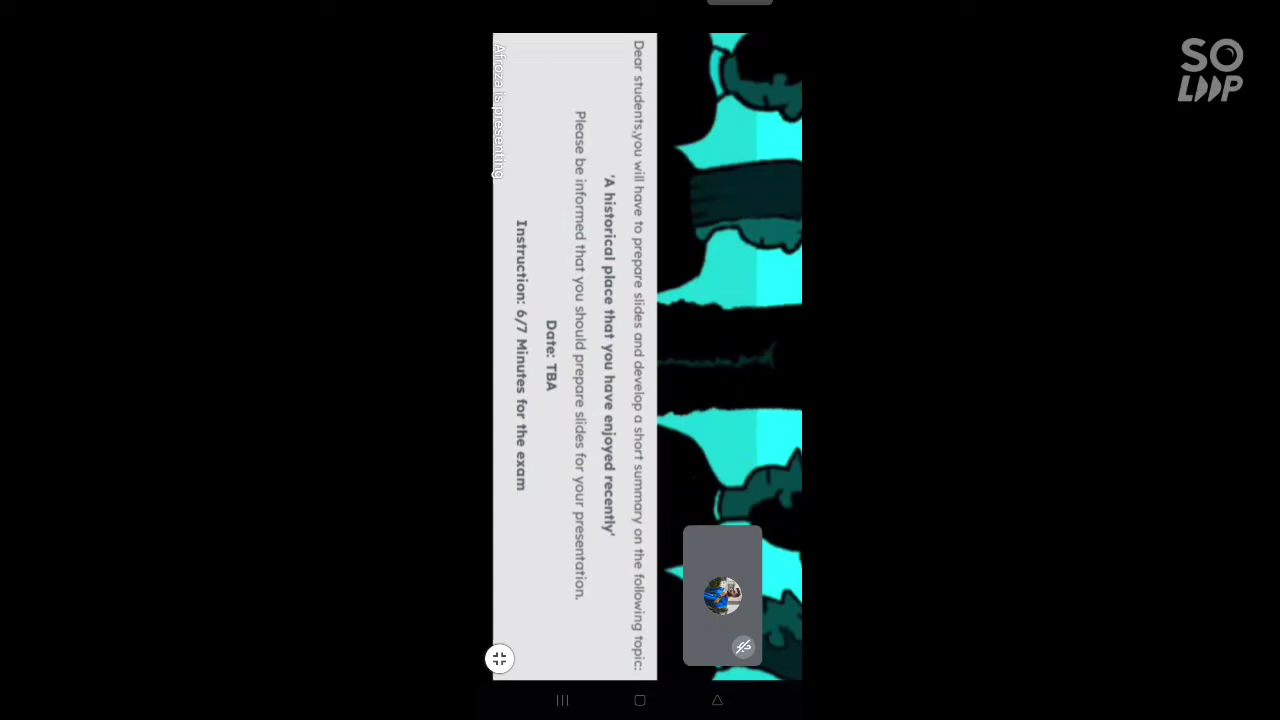 Dear students,you will have to prepare slides and develop a short summary on the following topic:
'A historical place that you have enjoyed recently'
Please be informed that you should prepare slides for your presentation.
Date: TBA
Instruction: 6/7 Minutes for the exam
Afroza is presenting
SO
LOOP